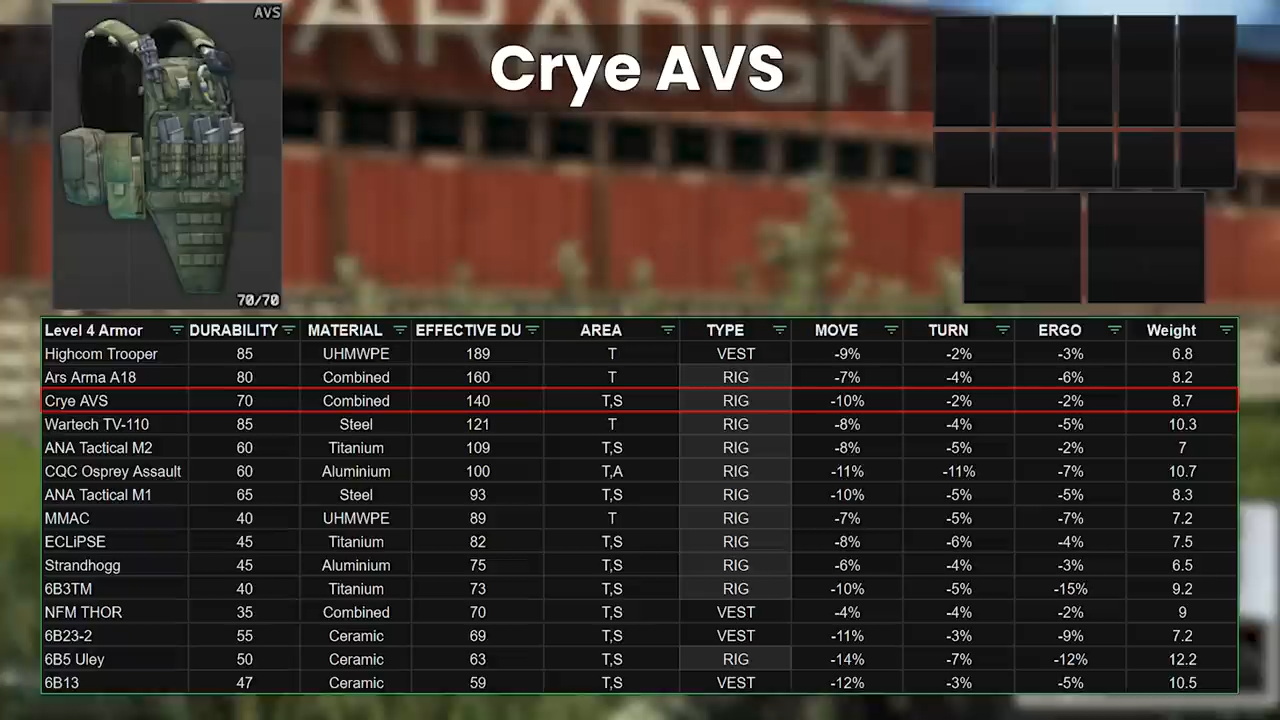 AVS
PARADIGM
Crye AVS
70/70
Level 4 Armor DURABILITY MATERIAL EFFECTIVE DU AREA TYPE MOVE TURN ERGO Weight
Highcom Trooper 85 UHMWPE 189 T VEST -9% -2% -3% 6.8
Ars Arma A18 80 Combined 160 T RIG -7% -4% -6% 8.2
Crye AVS 70 Combined 140 T,S RIG -10% -2% -2% 8.7
Wartech TV-110 85 Steel 121 T RIG -8% -4% -5% 10.3
ANA Tactical M2 60 Titanium 109 T,S RIG -8% -5% -2% 7
CQC Osprey Assault 60 Aluminium 100 T,A RIG -11% -11% -7% 10.7
ANA Tactical M1 65 Steel 93 T,S RIG -10% -5% -5% 8.3
MMAC 40 UHMWPE 89 T RIG -7% -5% -7% 7.2
ECLiPSE 45 Titanium 82 T,S RIG -8% -6% -4% 7.5
Strandhogg 45 Aluminium 75 T,S RIG -6% -4% -3% 6.5
6B3TM 40 Titanium 73 T,S RIG -10% -5% -15% 9.2
NFM THOR 35 Combined 70 T,S VEST -4% -4% -2% 9
6B23-2 55 Ceramic 69 T,S VEST -11% -3% -9% 7.2
6B5 Uley 50 Ceramic 63 T,S RIG -14% -7% -12% 12.2
6B13 47 Ceramic 59 T,S VEST -12% -3% -5% 10.5